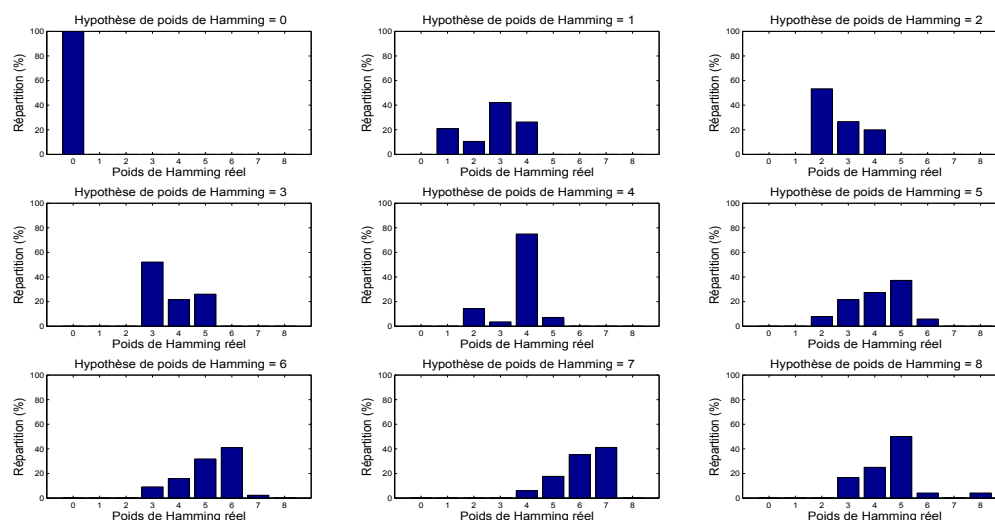 Hypothèse de poids de Hamming = 0
Hypothèse de poids de Hamming = 1
Hypothèse de poids de Hamming = 2
100
80
60
40
20
0
Répartition (%)
0 1 2 3 4 5 6 7 8
Poids de Hamming réel
100
80
60
40
20
0
Répartition (%)
0 1 2 3 4 5 6 7 8
Poids de Hamming réel
100
80
60
40
20
0
Répartition (%)
0 1 2 3 4 5 6 7 8
Poids de Hamming réel
Hypothèse de poids de Hamming = 3
Hypothèse de poids de Hamming = 4
Hypothèse de poids de Hamming = 5
100
80
60
40
20
0
Répartition (%)
0 1 2 3 4 5 6 7 8
Poids de Hamming réel
100
80
60
40
20
0
Répartition (%)
0 1 2 3 4 5 6 7 8
Poids de Hamming réel
100
80
60
40
20
0
Répartition (%)
0 1 2 3 4 5 6 7 8
Poids de Hamming réel
Hypothèse de poids de Hamming = 6
Hypothèse de poids de Hamming = 7
Hypothèse de poids de Hamming = 8
100
80
60
40
20
0
Répartition (%)
0 1 2 3 4 5 6 7 8
Poids de Hamming réel
100
80
60
40
20
0
Répartition (%)
0 1 2 3 4 5 6 7 8
Poids de Hamming réel
100
80
60
40
20
0
Répartition (%)
0 1 2 3 4 5 6 7 8
Poids de Hamming réel